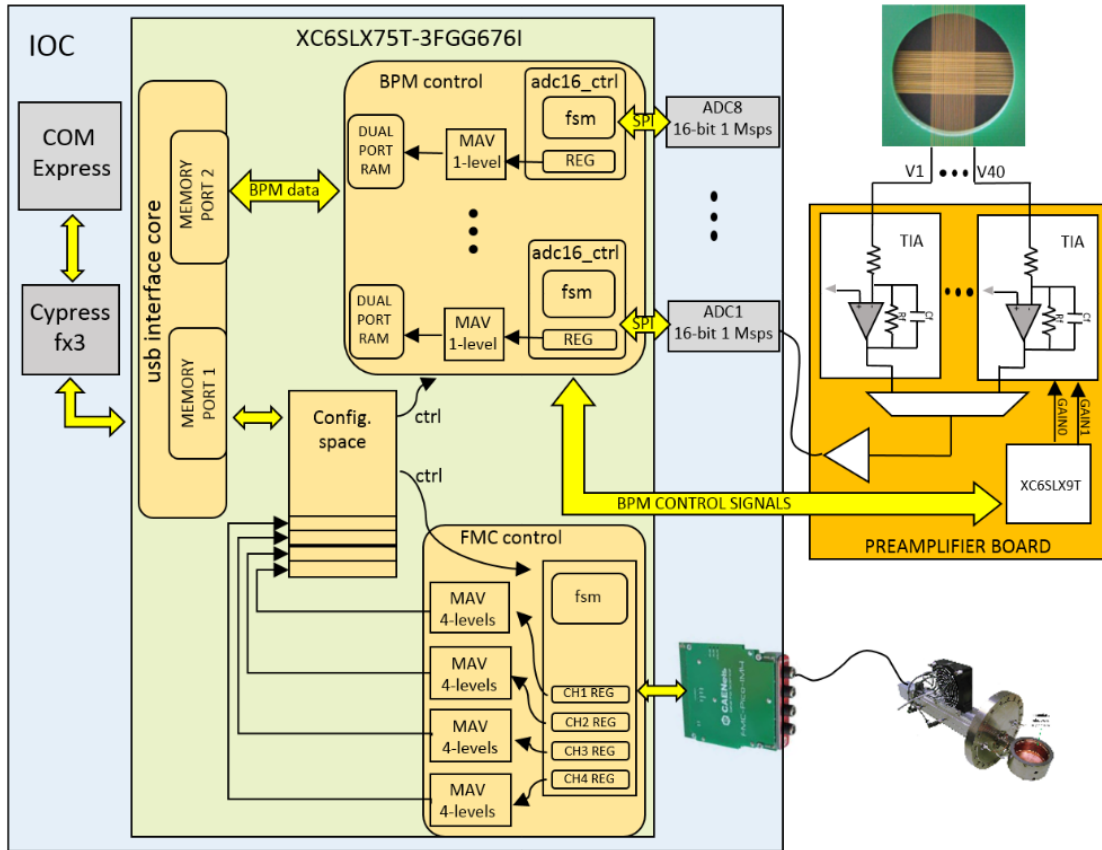 IOC
XC6SLX75T-3FGG676I
COM
Express
Cypress
fx3
usb interface core
MEMORY
PORT 2
MEMORY
PORT 1
BPM data
BPM control
DUAL
PORT
RAM
MAV
1-level
adc16_ctrl
fsm
REG
SPI
ADC8
16-bit 1 Msps
DUAL
PORT
RAM
MAV
1-level
adc16_ctrl
fsm
REG
SPI
ADC1
16-bit 1 Msps
Config.
space
ctrl
ctrl
BPM CONTROL SIGNALS
FMC control
fsm
MAV
4-levels
MAV
4-levels
MAV
4-levels
MAV
4-levels
CH1 REG
CH2 REG
CH3 REG
CH4 REG
V1
V40
TIA
Rf
Cf
TIA
Rf
Cf
GAIN0
GAIN1
XC6SLX9T
PREAMPLIFIER BOARD
CAENels
FMC-Pico-1M4